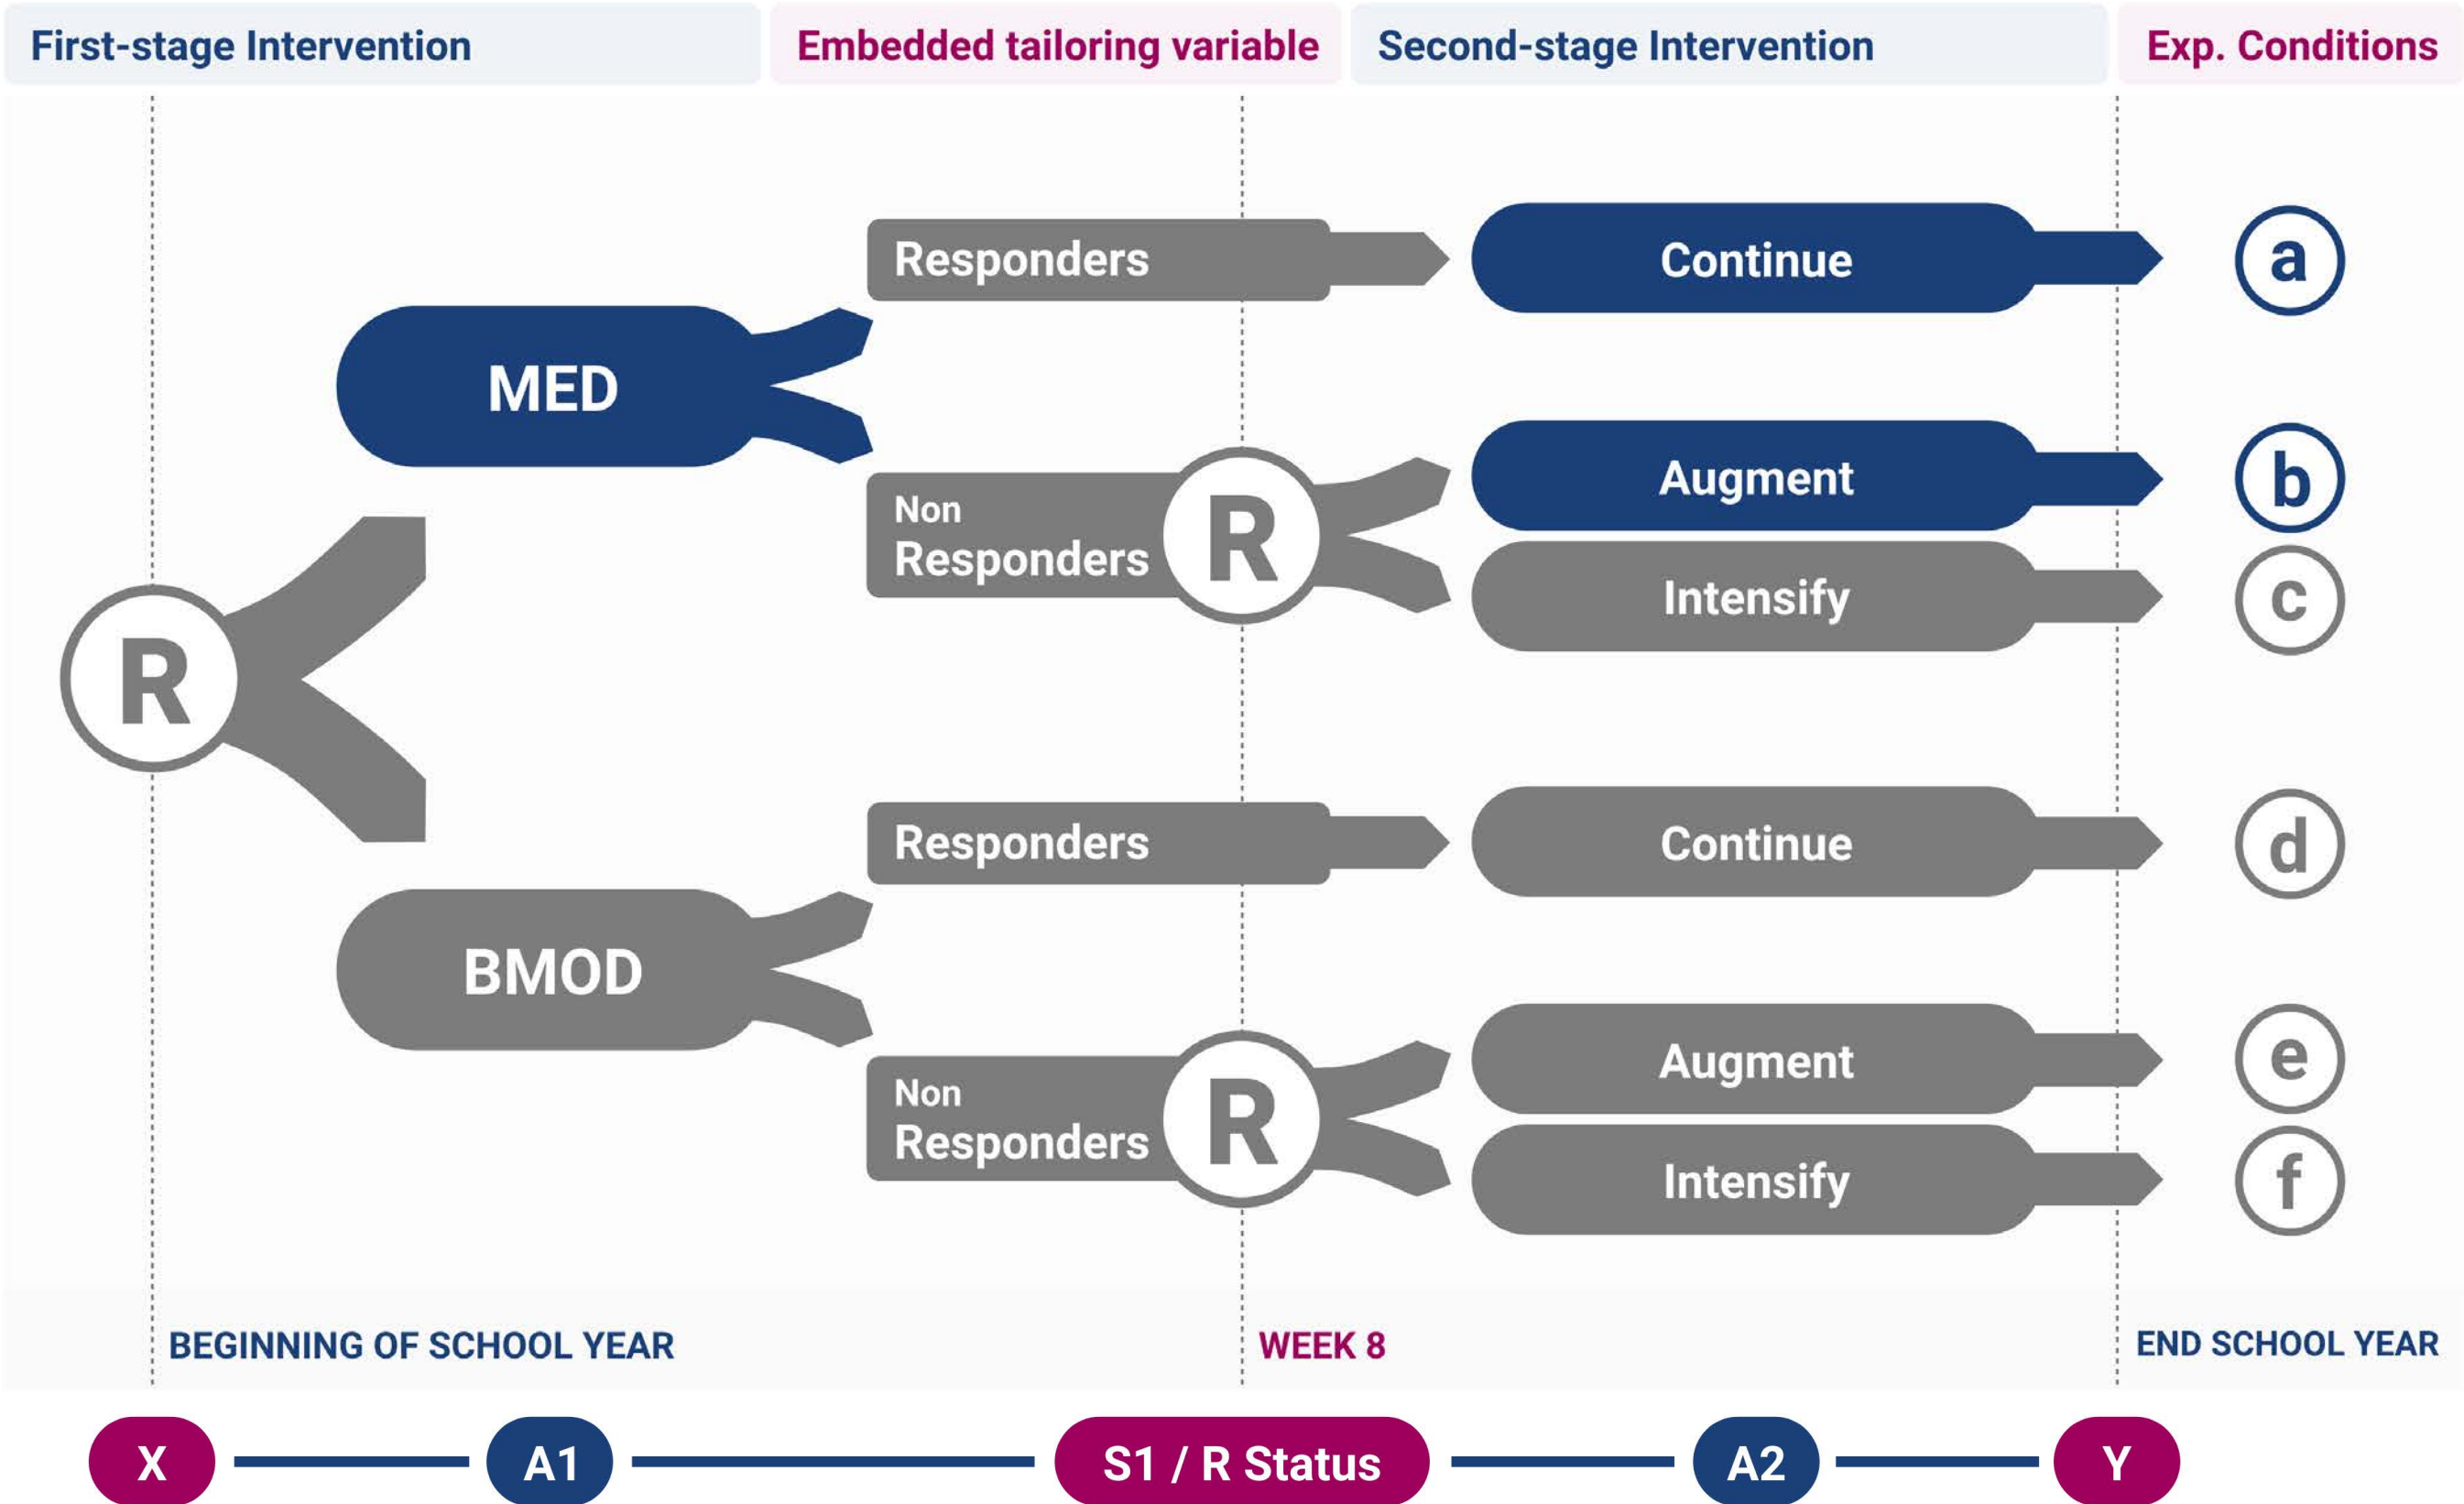 First-stage Intervention
Embedded tailoring variable
Second-stage Intervention
Exp. Conditions
Responders
Continue
a
MED
Augment
b
Non
Responders
R
Intensify
c
R
Responders
Continue
d
BMOD
Augment
e
Non
Responders
R
Intensify
f
BEGINNING OF SCHOOL YEAR
WEEK 8
END SCHOOL YEAR
X
A1
S1 / R Status
A2
Y